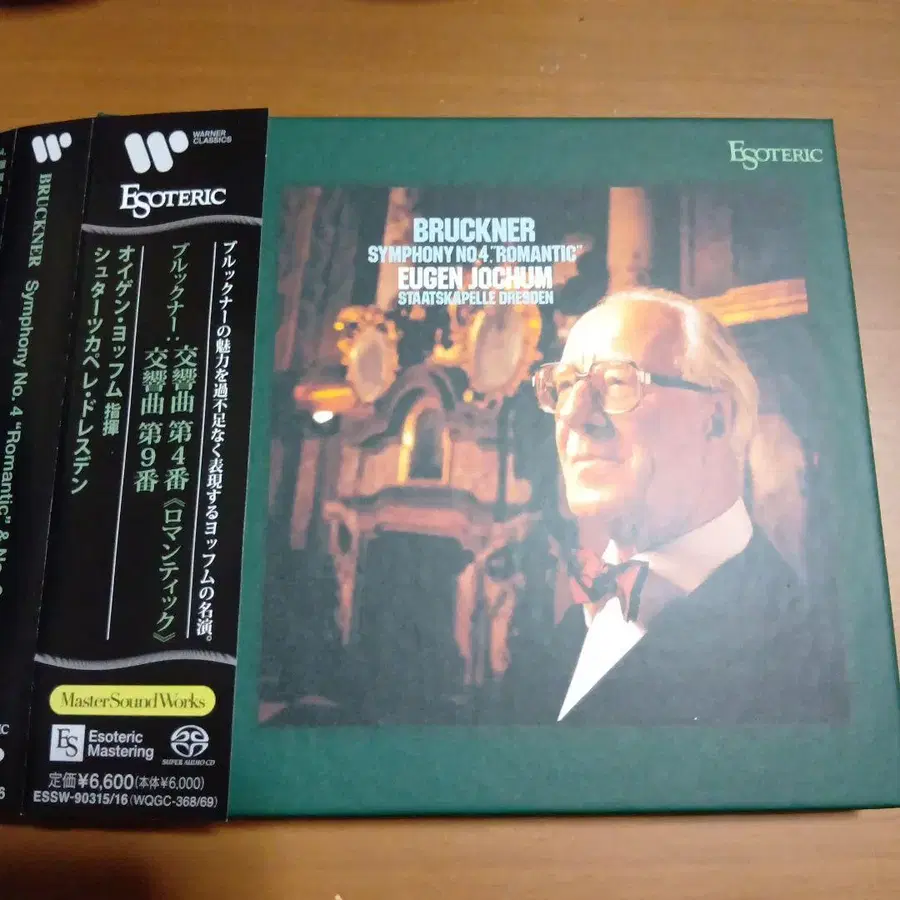 BRUCKNER Symphony No. 4 “Romantic” & No. 9
WARNER
CLASSICS
ESOTERIC
ブルックナーの魅力を過不足なく表現するヨッフムの名演。
ブルックナー：交響曲 第4番《ロマンティック》
交響曲 第9番
オイゲン・ヨッフム 指揮
シュターツカペレ・ドレスデン
MasterSoundWorks
ES
Esoteric
Mastering
SUPER AUDIO CD
定価¥6,600(本体¥6,000)
ESSW-90315/16 (WQGC-368/69)
ESOTERIC
BRUCKNER
SYMPHONY NO.4,"ROMANTIC"
EUGEN JOCHUM
STAATSKAPELLE DRESDEN